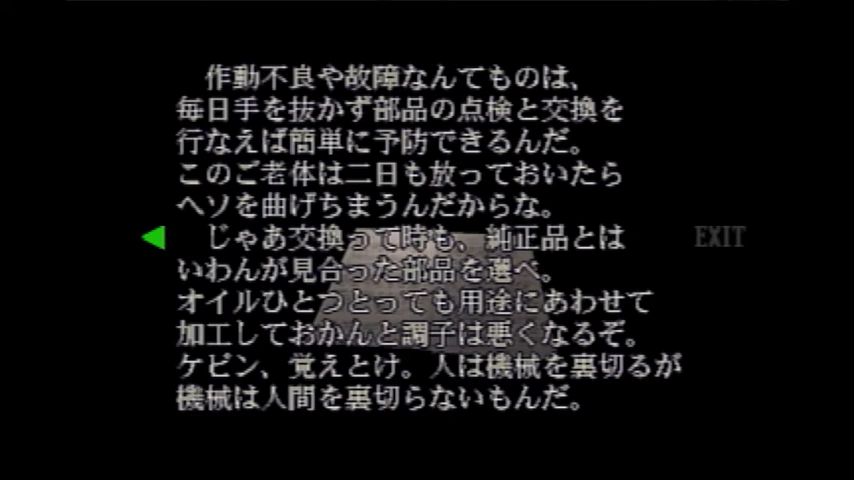 作動不良や故障なんてものは、
毎日手を抜かず部品の点検と交換を
行なえば簡単に予防できるんだ。
このご老体は二日も放っておいたら
ヘソを曲げちまうんだからな。
じゃあ交換って時も、純正品とは
いわんが見合った部品を選べ。
オイルひとつとっても用途にあわせて
加工しておかんと調子は悪くなるぞ。
ケビン、覚えとけ。人は機械を裏切るが
機械は人間を裏切らないもんだ。
EXIT